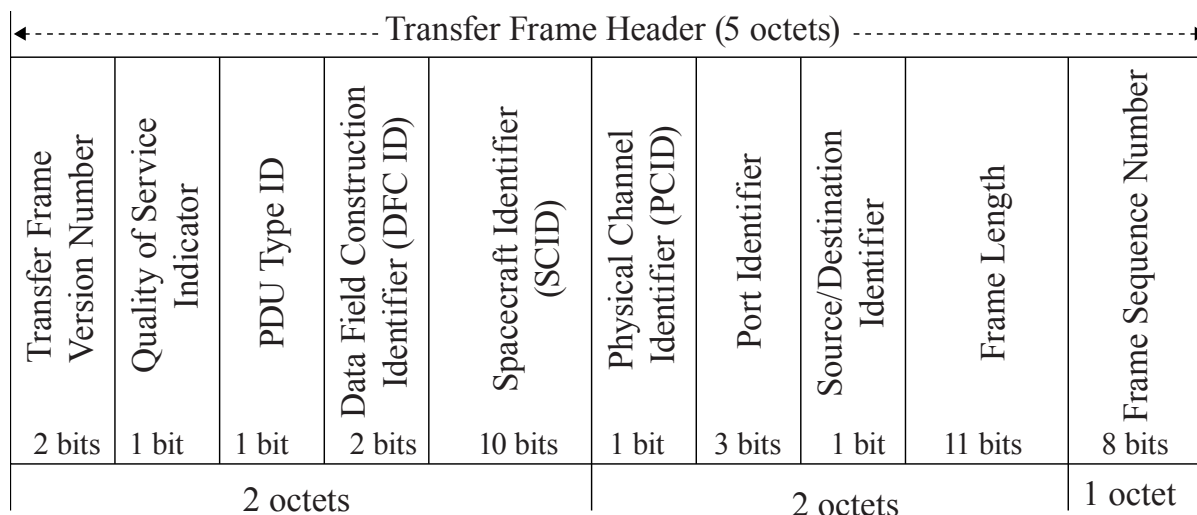 Transfer Frame Header (5 octets)
Transfer Frame
Version Number
Quality of Service
Indicator
PDU Type ID
Data Field Construction
Identifier (DFC ID)
Spacecraft Identifier
(SCID)
Physical Channel
Identifier (PCID)
Port Identifier
Source/Destination
Identifier
Frame Length
Frame Sequence Number
2 bits
1 bit
1 bit
2 bits
10 bits
1 bit
3 bits
1 bit
11 bits
8 bits
2 octets
2 octets
1 octet